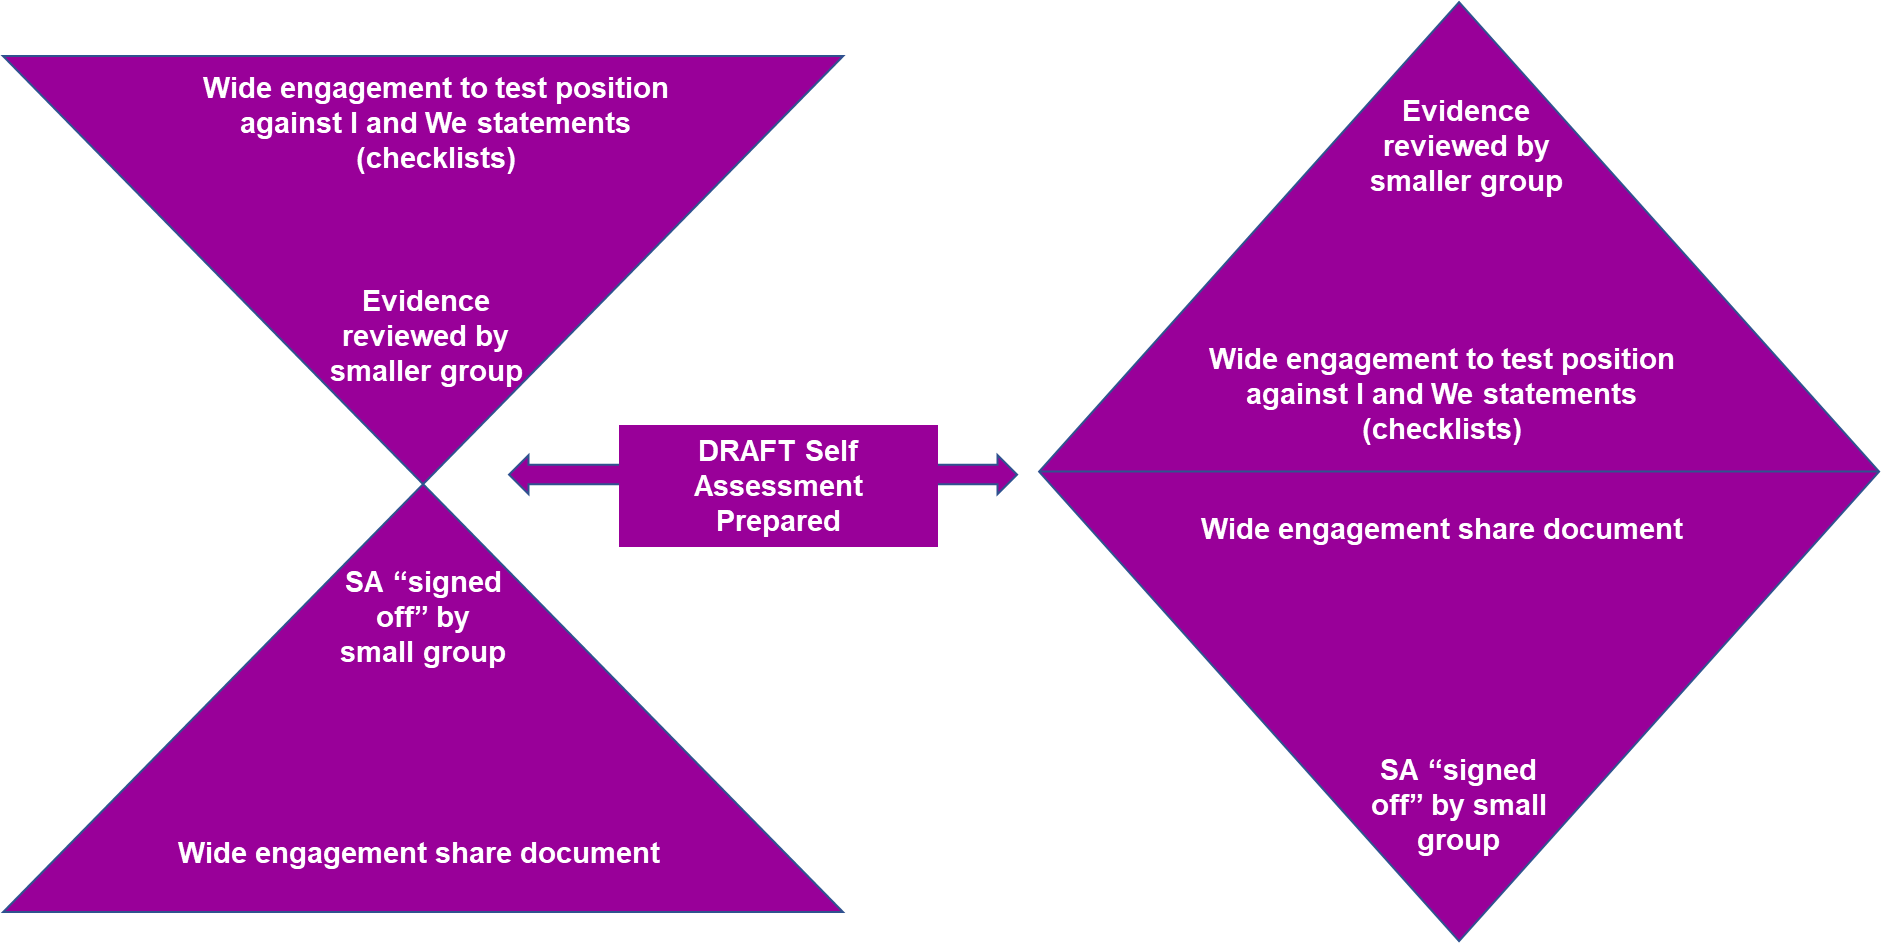 Wide engagement to test position
against I and We statements
(checklists)
Evidence
reviewed by
smaller group
SA “signed
off” by
small group
Wide engagement share document
DRAFT Self
Assessment
Prepared
Evidence
reviewed by
smaller group
Wide engagement to test position
against I and We statements
(checklists)
Wide engagement share document
SA “signed
off” by small
group